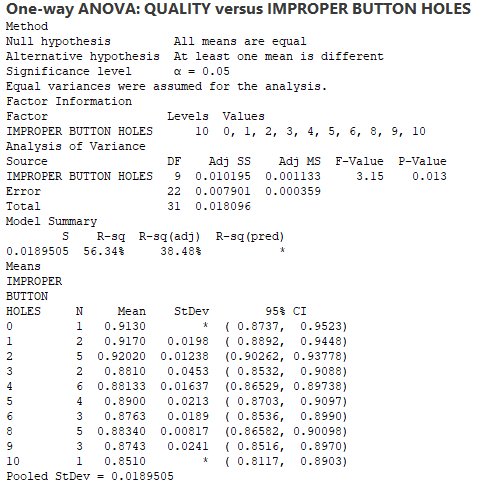 One-way ANOVA: QUALITY versus IMPROPER BUTTON HOLES
Method
Null hypothesis All means are equal
Alternative hypothesis At least one mean is different
Significance level α = 0.05
Equal variances were assumed for the analysis.
Factor Information
Factor Levels Values
IMPROPER BUTTON HOLES 10 0, 1, 2, 3, 4, 5, 6, 8, 9, 10
Analysis of Variance
Source DF Adj SS Adj MS F-Value P-Value
IMPROPER BUTTON HOLES 9 0.010195 0.001133 3.15 0.013
Error 22 0.007901 0.000359
Total 31 0.018096
Model Summary
S R-sq R-sq(adj) R-sq(pred)
0.0189505 56.34% 38.48% *
Means
IMPROPER
BUTTON
HOLES N Mean StDev 95% CI
0 1 0.9130 * ( 0.8737, 0.9523)
1 2 0.9170 0.0198 ( 0.8892, 0.9448)
2 5 0.92020 0.01238 (0.90262, 0.93778)
3 2 0.8810 0.0453 ( 0.8532, 0.9088)
4 6 0.88133 0.01637 (0.86529, 0.89738)
5 4 0.8900 0.0213 ( 0.8703, 0.9097)
6 3 0.8763 0.0189 ( 0.8536, 0.8990)
8 5 0.88340 0.00817 (0.86582, 0.90098)
9 3 0.8743 0.0241 ( 0.8516, 0.8970)
10 1 0.8510 * ( 0.8117, 0.8903)
Pooled StDev = 0.0189505